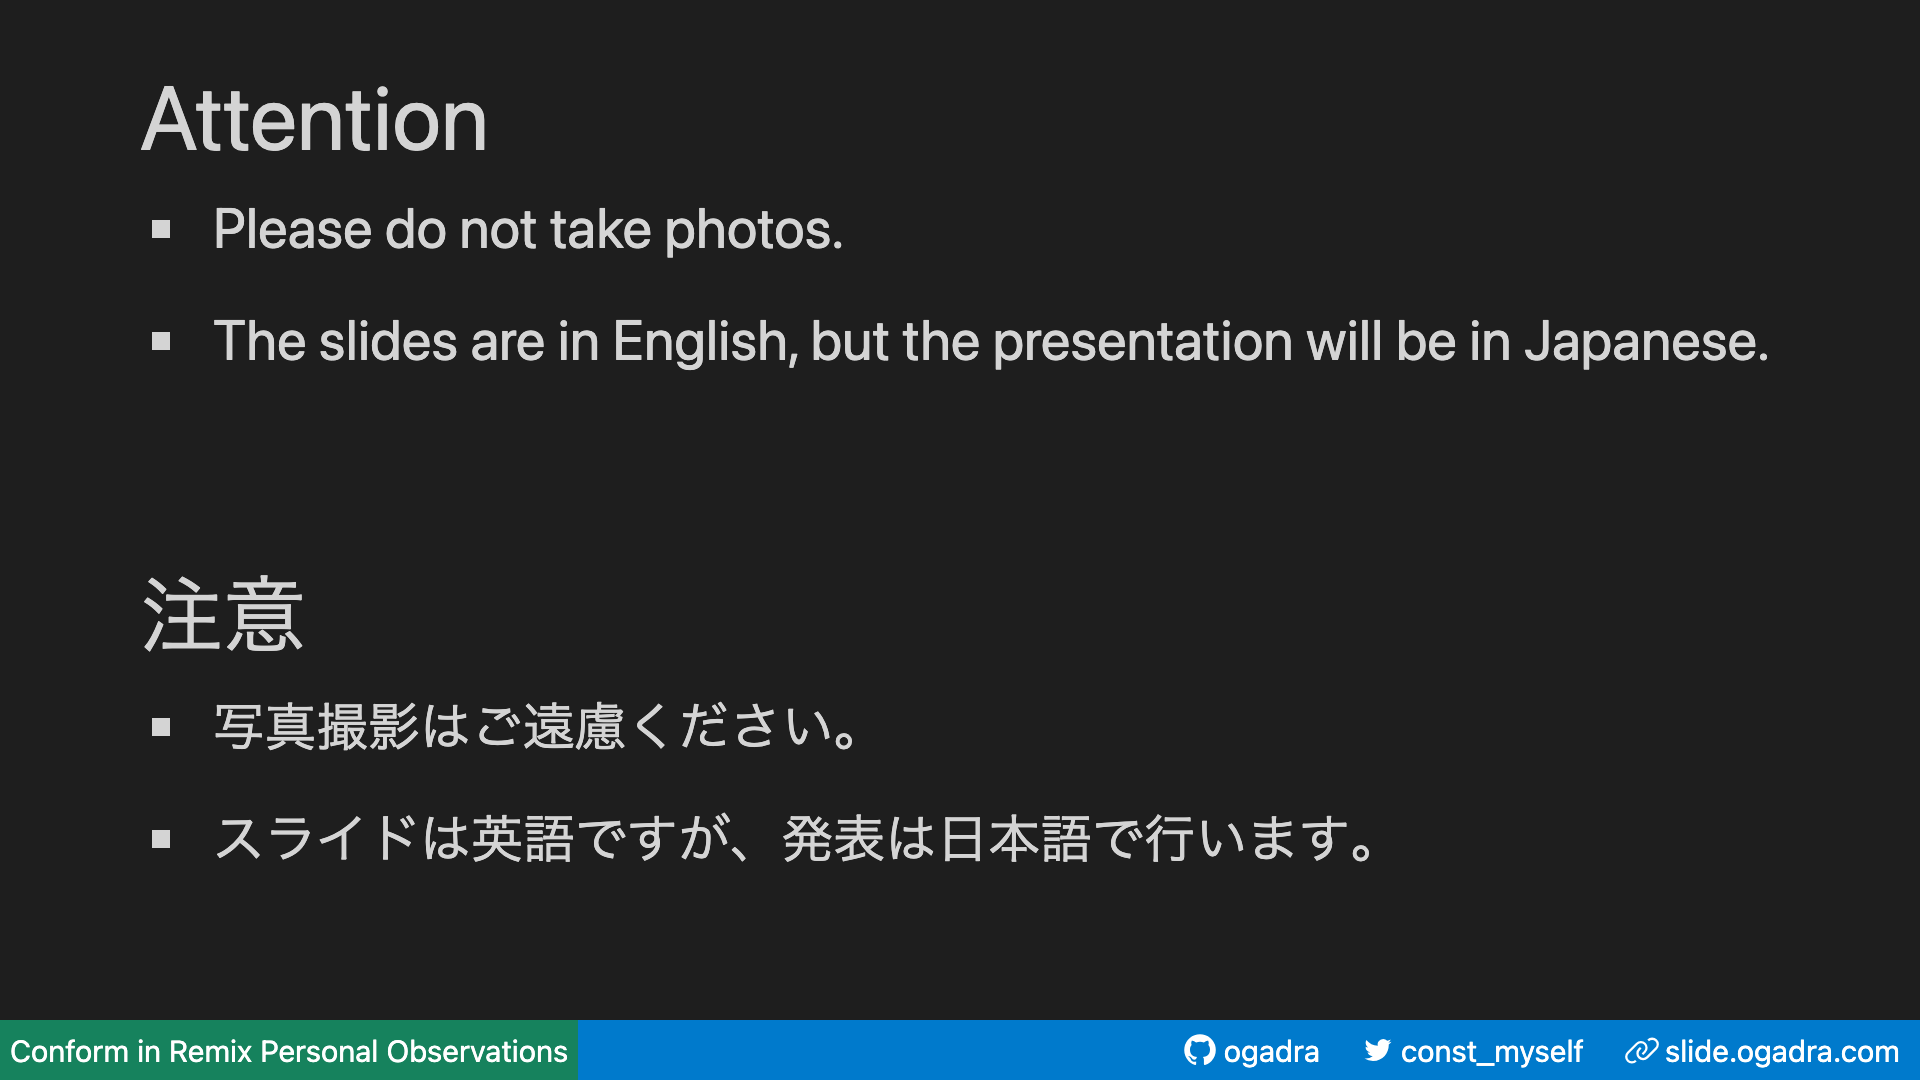 Attention
Please do not take photos.
The slides are in English, but the presentation will be in Japanese.
注意
写真撮影はご遠慮ください。
スライドは英語ですが、発表は日本語で行います。
Conform in Remix Personal Observations
ogadra
const_myself
slide.ogadra.com